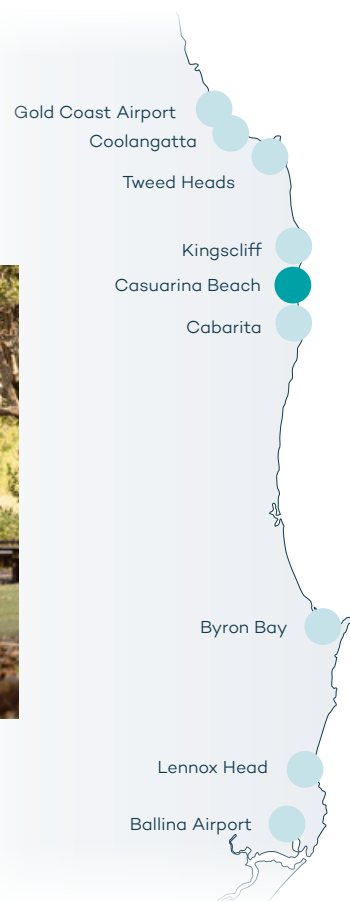 Gold Coast Airport
Coolangatta
Tweed Heads
Kingscliff
Casuarina Beach
Cabarita
Byron Bay
Lennox Head
Ballina Airport